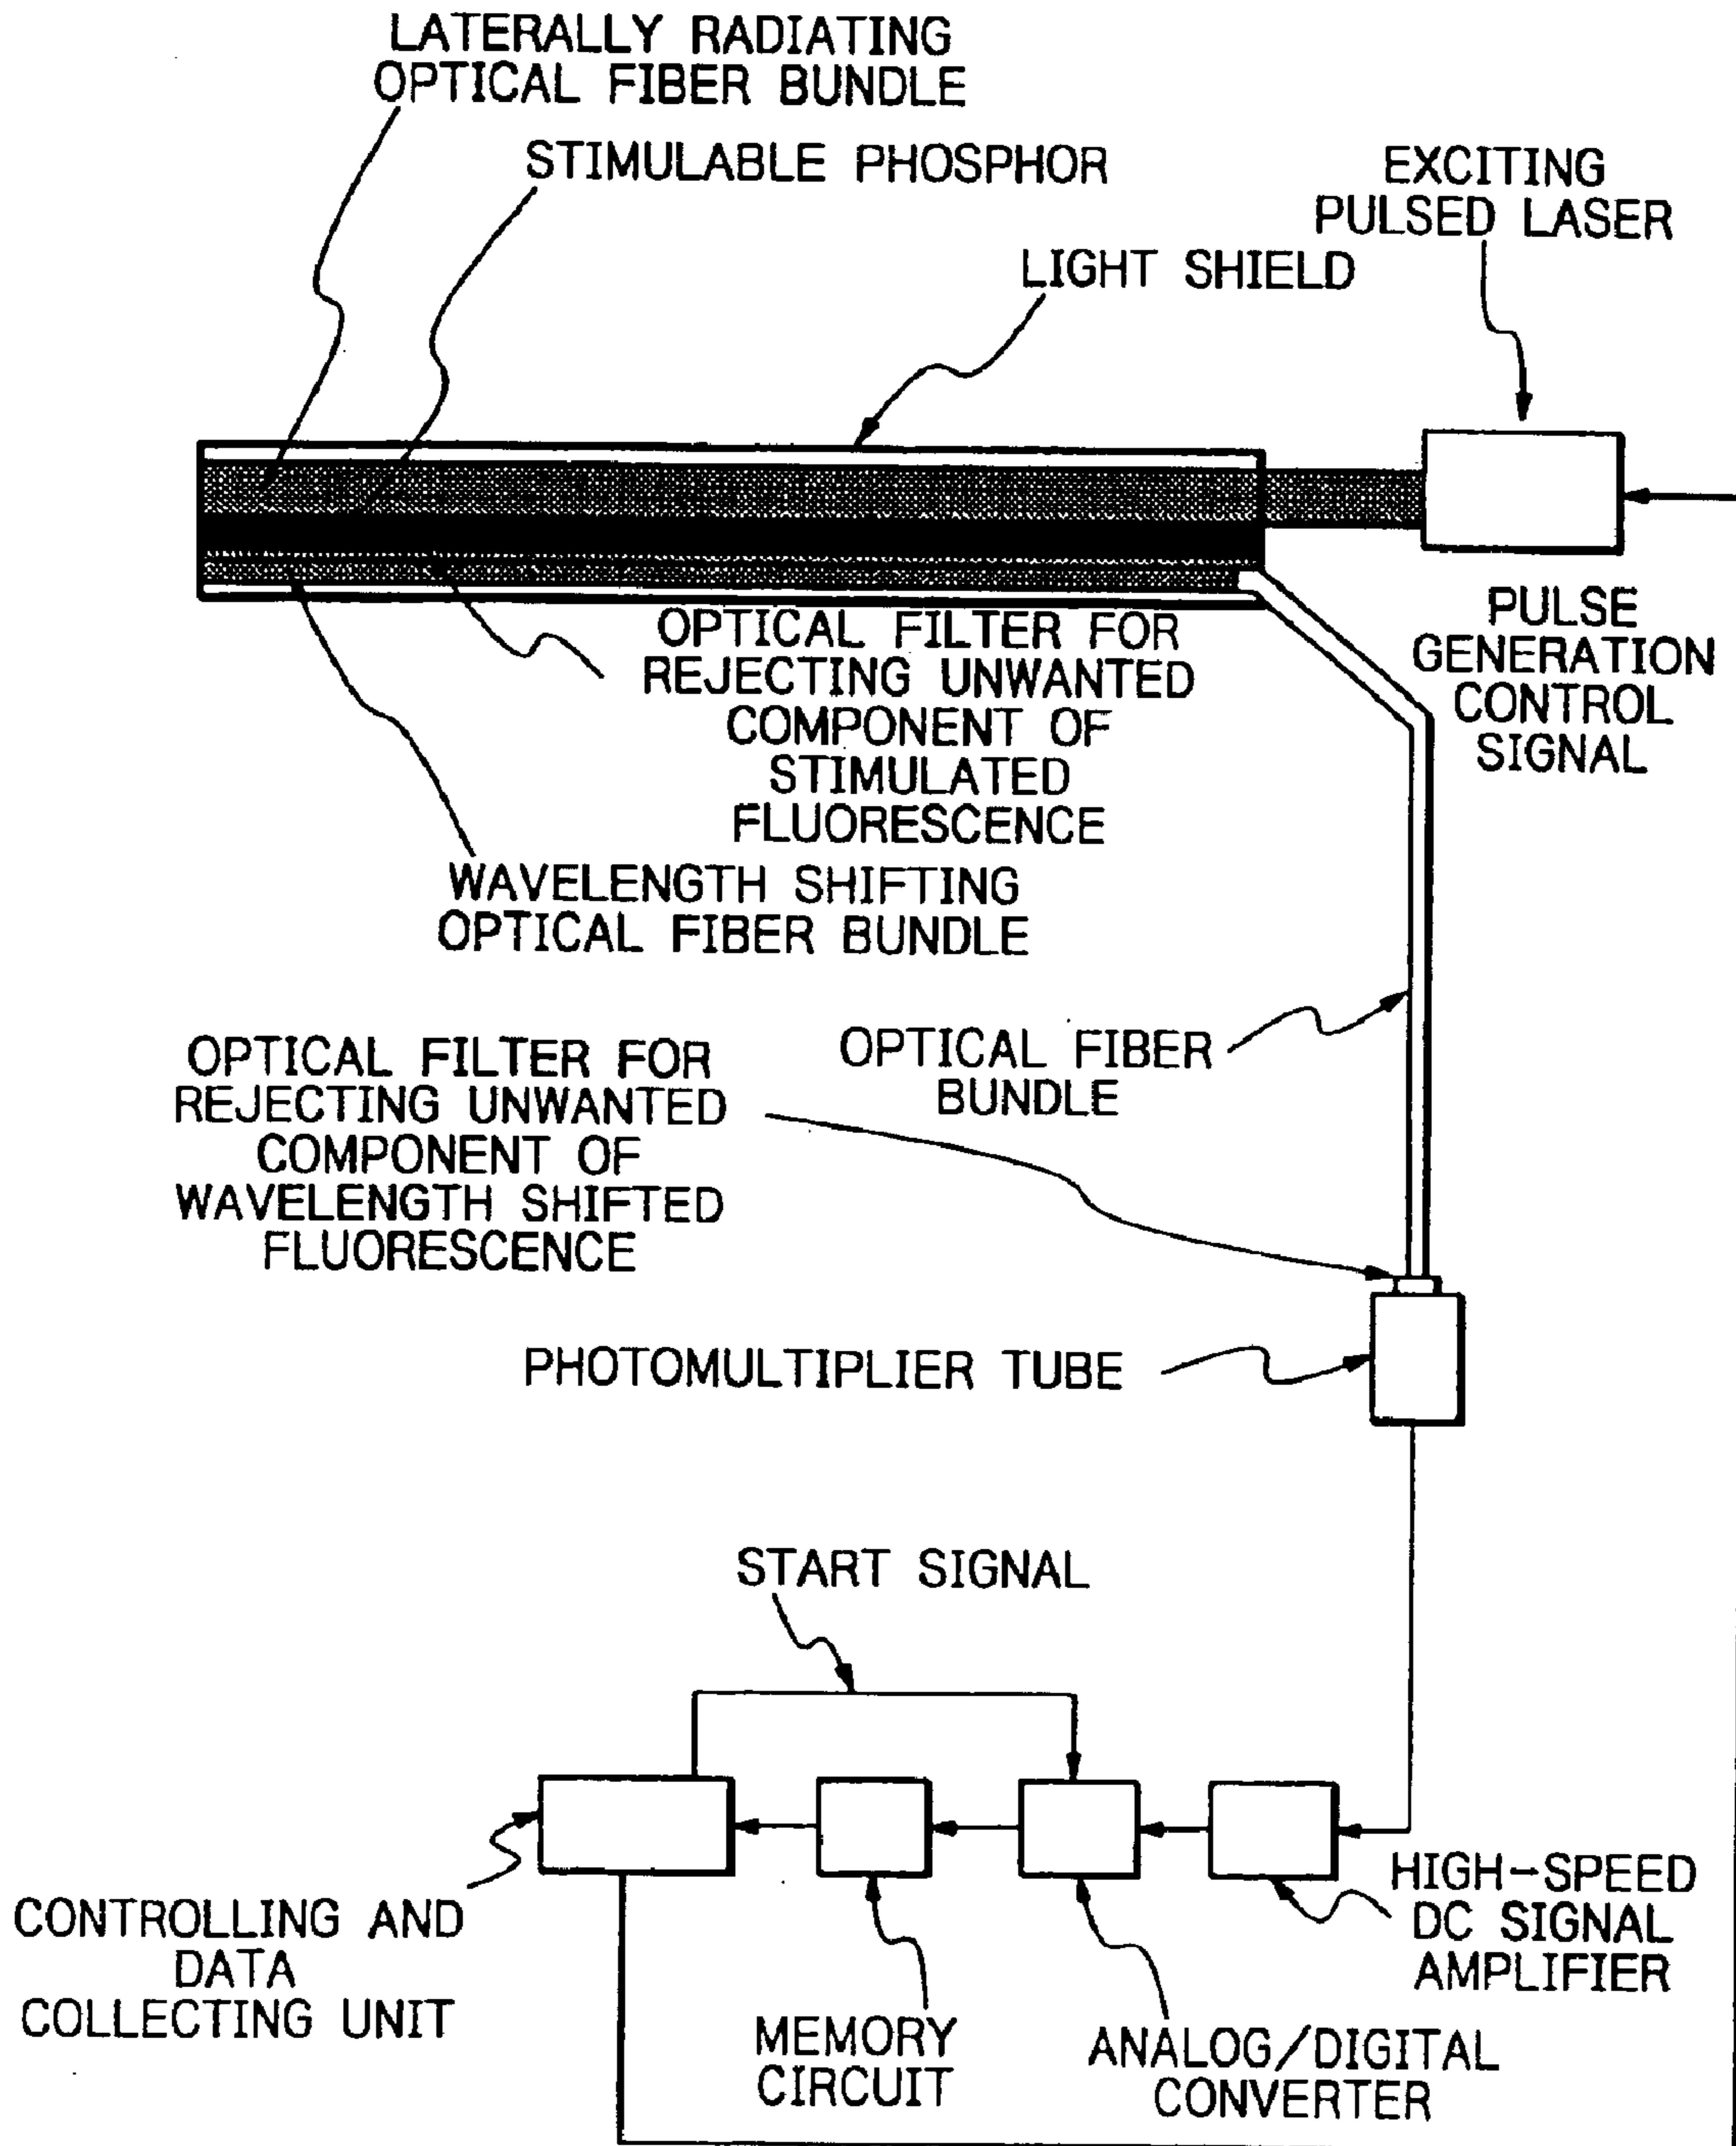 LATERALLY RADIATING
OPTICAL FIBER BUNDLE
STIMULABLE PHOSPHOR
EXCITING
PULSED LASER
LIGHT SHIELD
OPTICAL FILTER FOR
REJECTING UNWANTED
COMPONENT OF
STIMULATED
FLUORESCENCE
PULSE
GENERATION
CONTROL
SIGNAL
WAVELENGTH SHIFTING
OPTICAL FIBER BUNDLE
OPTICAL FILTER FOR
REJECTING UNWANTED
COMPONENT OF
WAVELENGTH SHIFTED
FLUORESCENCE
OPTICAL FIBER
BUNDLE
PHOTOMULTIPLIER TUBE
START SIGNAL
CONTROLLING AND
DATA
COLLECTING UNIT
MEMORY
CIRCUIT
ANALOG/DIGITAL
CONVERTER
HIGH-SPEED
DC SIGNAL
AMPLIFIER